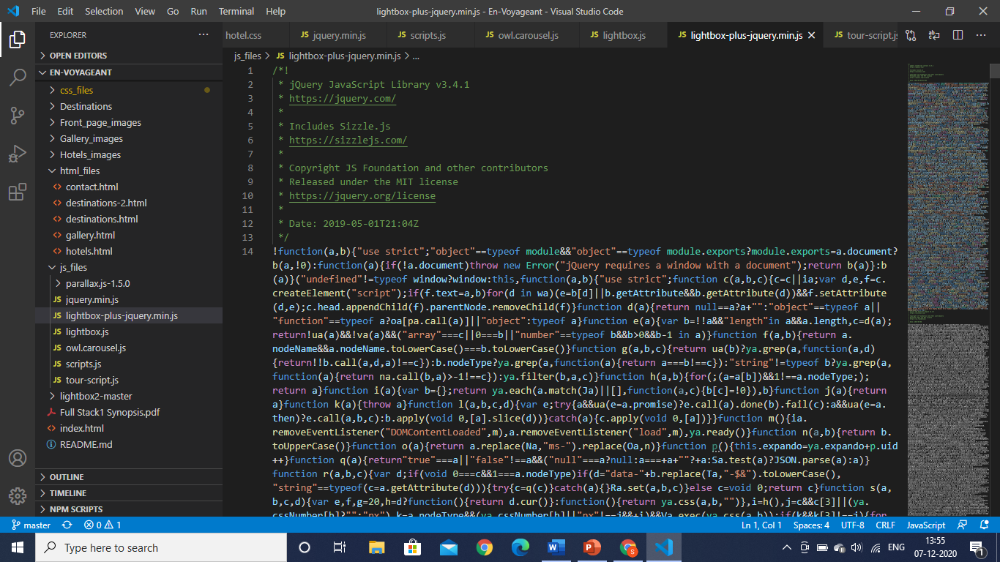 File Edit Selection View Go Run Terminal Help lightbox-plus-jquery.min.js - En-Voyageant - Visual Studio Code
EXPLORER ... hotel.css JS jquery.min.js JS scripts.js JS owl.carousel.js JS lightbox.js JS lightbox-plus-jquery.min.js JS tour-script.js
js_files > JS lightbox-plus-jquery.min.js > ...
OPEN EDITORS
EN-VOYAGEANT
css_files
Destinations
Front_page_images
Gallery_images
Hotels_images
html_files
contact.html
destinations-2.html
destinations.html
gallery.html
hotels.html
js_files
parallax.js-1.5.0
JS jquery.min.js
JS lightbox-plus-jquery.min.js
JS lightbox.js
JS owl.carousel.js
JS scripts.js
JS tour-script.js
lightbox2-master
Full Stack1 Synopsis.pdf
index.html
README.md
OUTLINE
TIMELINE
NPM SCRIPTS
1 /*!
2 * jQuery JavaScript Library v3.4.1
3 * https://jquery.com/
4 *
5 * Includes Sizzle.js
6 * https://sizzlejs.com/
7 *
8 * Copyright JS Foundation and other contributors
9 * Released under the MIT license
10 * https://jquery.org/license
11 *
12 * Date: 2019-05-01T21:04Z
13 */
14 !function(a,b){"use strict";"object"==typeof module&&"object"==typeof module.exports?module.exports=a.document?
b(a,!0):function(a){if(!a.document)throw new Error("jQuery requires a window with a document");return b(a)}:b
(a)}("undefined"!=typeof window?window:this,function(a,b){"use strict";function c(a,b,c){c=c||ia;var d,e,f=c.
createElement("script");if(f.text=a,b)for(d in wa)(e=b[d]||b.getAttribute&&b.getAttribute(d))&&f.setAttribute
(d,e);c.head.appendChild(f).parentNode.removeChild(f)}function d(a){return null==a?a+"":"object"==typeof a||
"function"==typeof a?oa[pa.call(a)]||"object":typeof a}function e(a){var b=!!a&&"length"in a&&a.length,c=d(a);
return!ua(a)&&!va(a)&&("array"===c||0===b||"number"==typeof b&&b>0&&b-1 in a)}function f(a,b){return a.
nodeName&&a.nodeName.toLowerCase()===b.toLowerCase()}function g(a,b,c){return ua(b)?ya.grep(a,function(a,d)
{return!!b.call(a,d,a)!==c}):b.nodeType?ya.grep(a,function(a){return a===b!==c}):"string"!=typeof b?ya.grep(a,
function(a){return na.call(b,a)>-1!==c}):ya.filter(b,a,c)}function h(a,b){for(;(a=a[b])&&1!==a.nodeType;);
return a}function i(a){var b={};return ya.each(a.match(Ja)||[],function(a,c){b[c]=!0}),b}function j(a){return
a}function k(a){throw a}function l(a,b,c,d){var e;try{a&&ua(e=a.promise)?e.call(a).done(b).fail(c):a&&ua(e=a.
then)?e.call(a,b,c):b.apply(void 0,[a].slice(d))}catch(a){c.apply(void 0,[a])}}function m(){ia.
removeEventListener("DOMContentLoaded",m),a.removeEventListener("load",m),ya.ready()}function n(a,b){return b.
toUpperCase()}function o(a){return a.replace(Na,"ms-").replace(Oa,n)}function p(){this.expando=ya.expando+p.uid
++}function q(a){return"true"===a||"false"!==a&&("null"===a?null:a===+a+""?+a:Sa.test(a)?JSON.parse(a):a)}
function r(a,b,c){var d;if(void 0===c&&1===a.nodeType)if(d="data-"+b.replace(Ta,"-$&").toLowerCase(),
"string"==typeof(c=a.getAttribute(d))){try{c=q(c)}catch(a){}Ra.set(a,b,c)}else c=void 0;return c}function s(a,
b,c,d){var e,f,g=20,h=d?function(){return d.cur()}:function(){return ya.css(a,b,"")},i=h(),j=c&&c[3]||(ya.
cssNumber[b]?"":"px"),k=a.nodeType&&(ya.cssNumber[b]||"px"!==j&&+i)&&Va.exec(ya.css(a,b));if(k&&k[3]!==j){for
master 0 1 Ln 1, Col 1 Spaces: 4 UTF-8 CRLF JavaScript
Type here to search ENG 13:55
07-12-2020 1